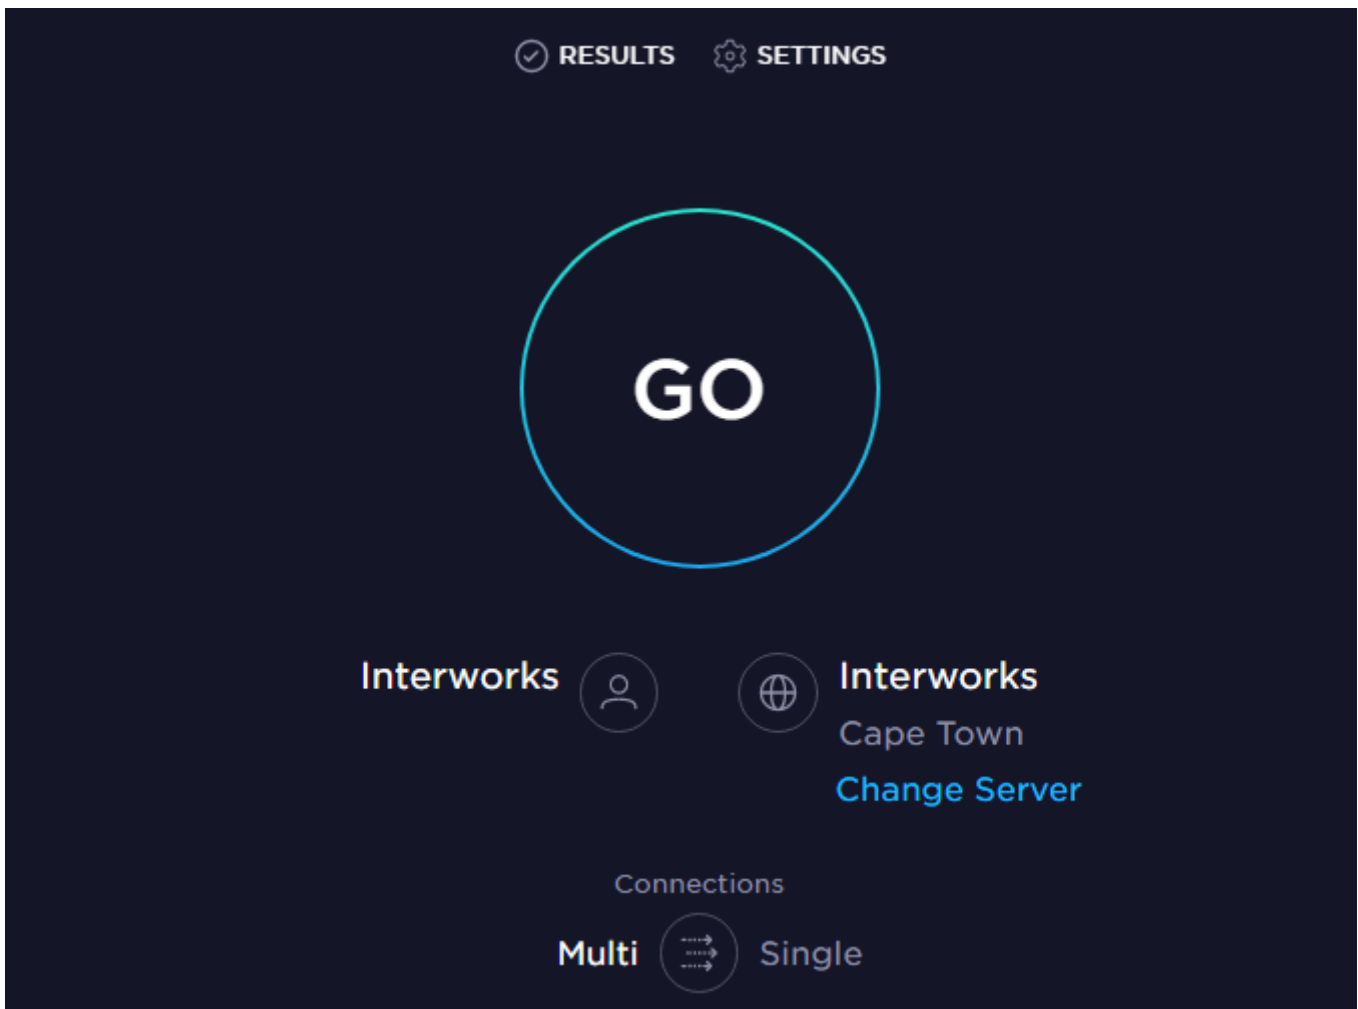 RESULTS SETTINGS
GO
Interworks
Interworks
Cape Town
Change Server
Connections
Multi Single